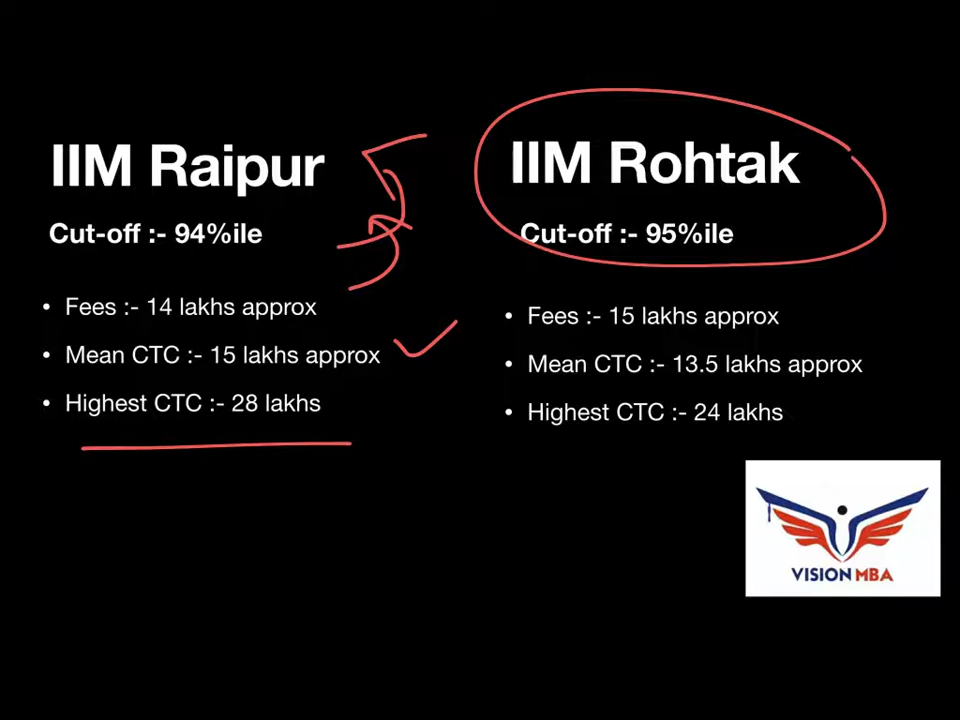 IIM Raipur
Cut-off :- 94%ile
• Fees :- 14 lakhs approx
• Mean CTC :- 15 lakhs approx
• Highest CTC :- 28 lakhs
IIM Rohtak
Cut-off :- 95%ile
• Fees :- 15 lakhs approx
• Mean CTC :- 13.5 lakhs approx
• Highest CTC :- 24 lakhs
VISION MBA